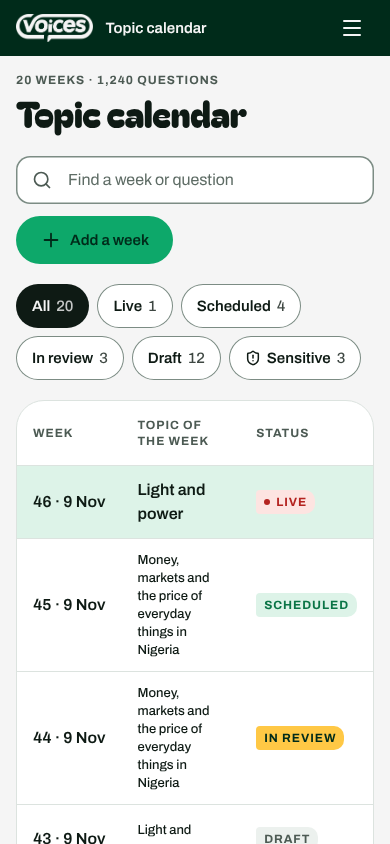 Voices
Topic calendar
20 WEEKS · 1,240 QUESTIONS
Topic calendar
Find a week or question
Add a week
All 20
Live 1
Scheduled 4
In review 3
Draft 12
Sensitive 3
WEEK
TOPIC OF
THE WEEK
STATUS
46 · 9 Nov
Light and
power
LIVE
45 · 9 Nov
Money,
markets and
the price of
everyday
things in
Nigeria
SCHEDULED
44 · 9 Nov
Money,
markets and
the price of
everyday
things in
Nigeria
IN REVIEW
43 · 9 Nov
Light and
DRAFT